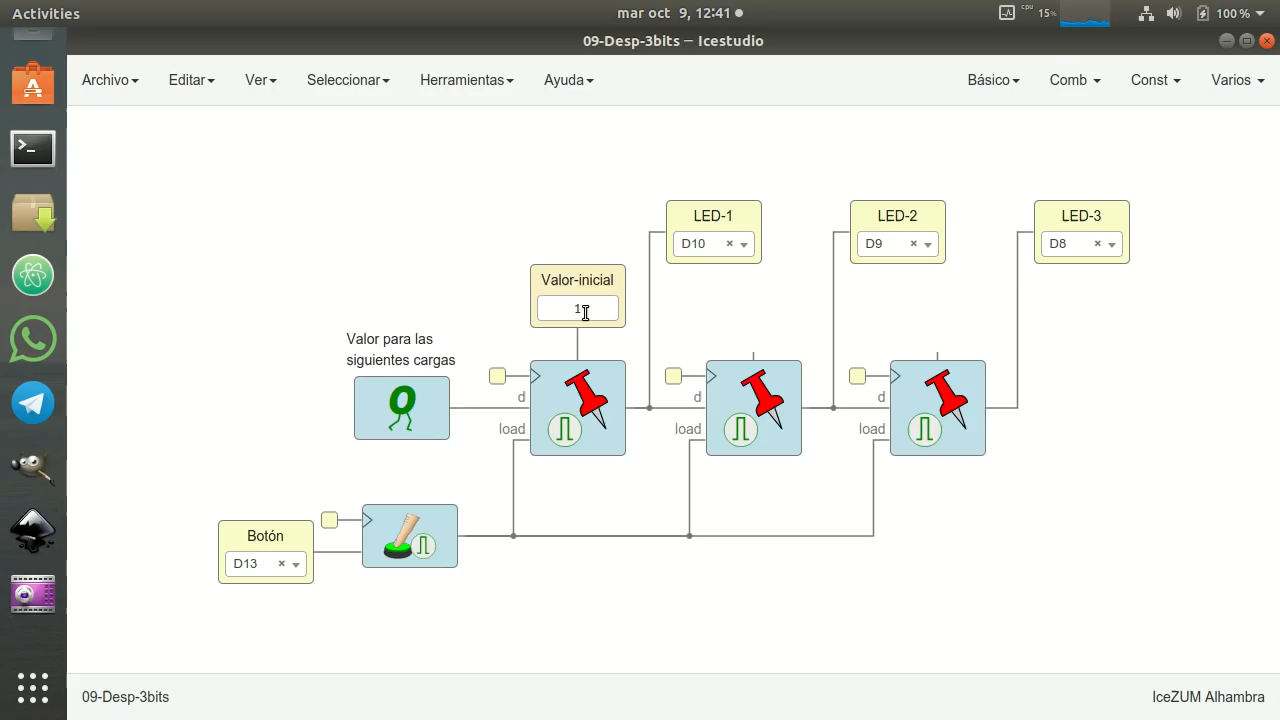 Activities
mar oct 9, 12:41
cpu 15%
100 %
09-Desp-3bits — Icestudio
Archivo Editar Ver Seleccionar Herramientas Ayuda Básico Comb Const Varios
LED-1 LED-2 LED-3
D10 × D9 × D8 ×
Valor-inicial
1
Valor para las
siguientes cargas
d d d
load load load
Botón
D13 ×
09-Desp-3bits IceZUM Alhambra